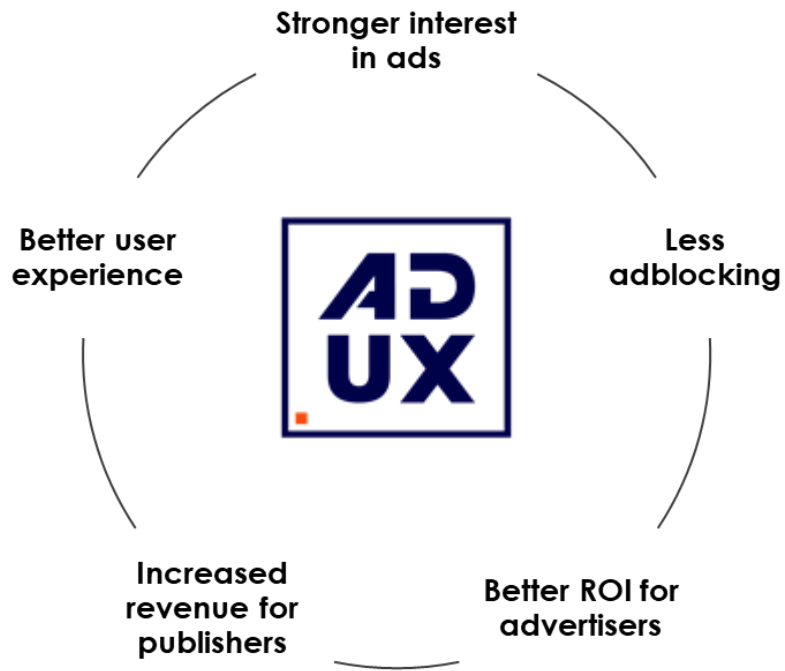 Stronger interest
in ads
Better user
experience
Less
adblocking
AD
UX
Increased
revenue for
publishers
Better ROI for
advertisers